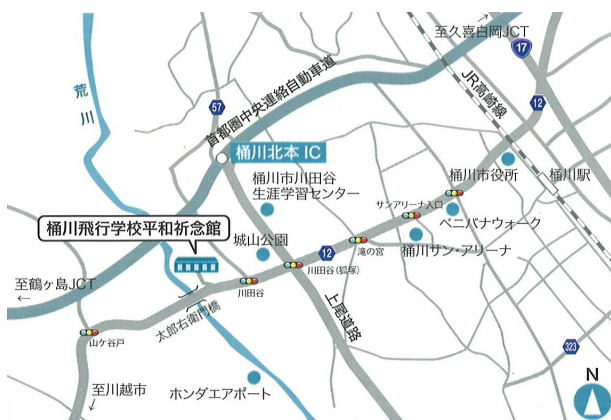 至久喜白岡JCT
17
荒川
57
首都圏中央連絡自動車道
JR高崎線
12
桶川北本 IC
桶川市役所
桶川駅
桶川市川田谷
生涯学習センター
サンアリーナ入口
ベニバナウォーク
桶川飛行学校平和祈念館
城山公園
12
滝の宮
桶川サン・アリーナ
川田谷(狐塚)
至鶴ヶ島JCT
川田谷
太郎右衛門橋
上尾道路
山ケ谷戸
323
至川越市
ホンダエアポート
N